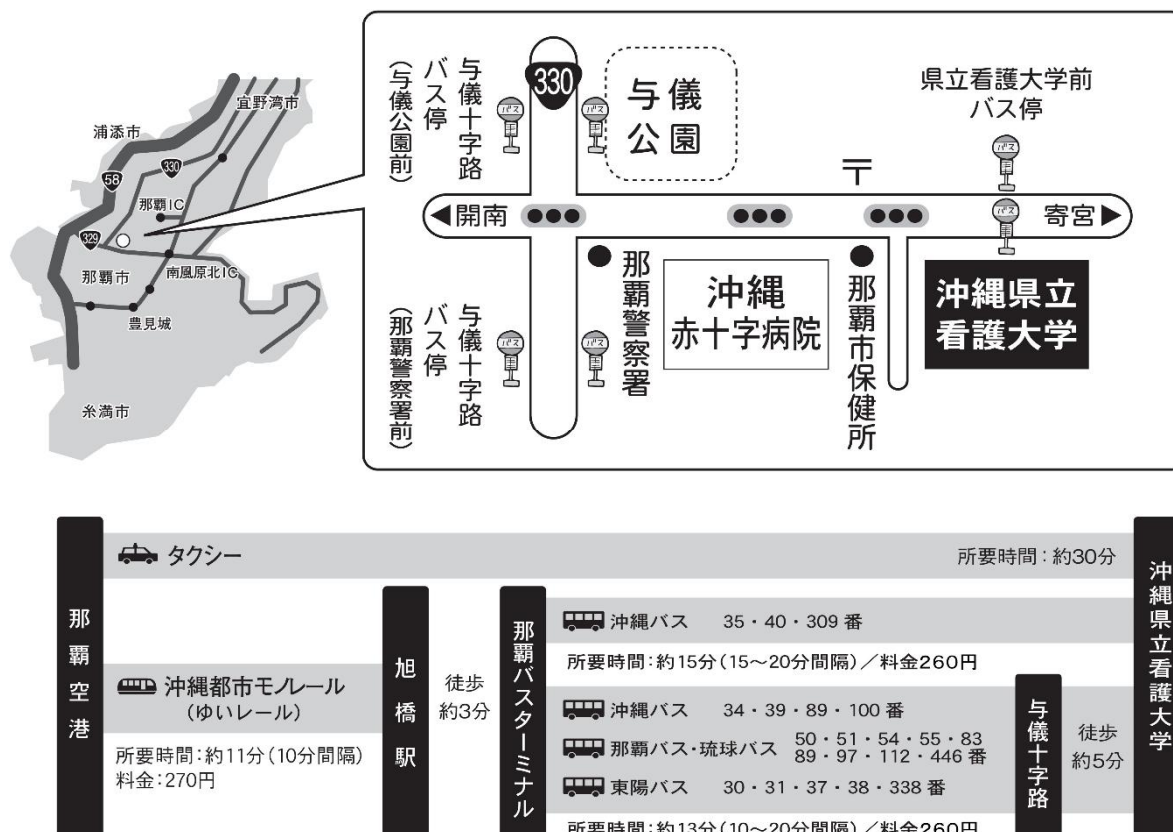 宜野湾市
浦添市
58
330
那覇IC
329
那覇市
南風原北IC
豊見城
糸満市
与儀十字路
バス停
(与儀公園前)
330
バス
バス
与儀
公園
県立看護大学前
バス停
バス
〒
◀開南
バス
寄宮▶
与儀十字路
バス停
(那覇警察署前)
バス
バス
那覇警察署
沖縄
赤十字病院
那覇市保健所
沖縄県立
看護大学
那覇空港
タクシー 所要時間:約30分
沖縄都市モノレール
(ゆいレール)
所要時間:約11分(10分間隔)
料金:270円
旭橋駅
徒歩
約3分
那覇バスターミナル
沖縄バス 35・40・309 番
所要時間:約15分(15〜20分間隔)/料金260円
沖縄バス 34・39・89・100 番
那覇バス・琉球バス 50・51・54・55・83
89・97・112・446 番
東陽バス 30・31・37・38・338 番
所要時間:約13分(10〜20分間隔)/料金260円
与儀十字路
徒歩
約5分
沖縄県立看護大学